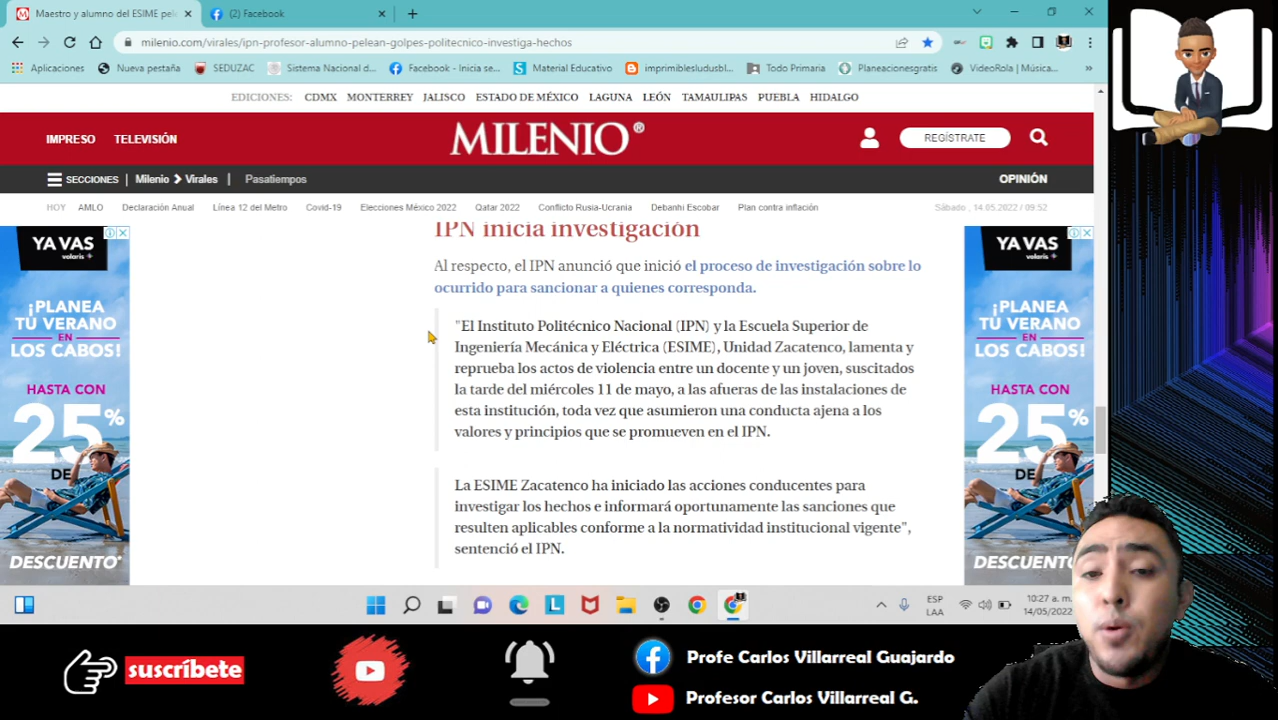 Maestro y alumno del ESIME pele
(2) Facebook
milenio.com/virales/ipn-profesor-alumno-pelean-golpes-politecnico-investiga-hechos
Aplicaciones
Nueva pestaña
SEDUZAC
Sistema Nacional d...
Facebook - Inicia se...
Material Educativo
imprimiblesludusbl...
Todo Primaria
Planeacionesgratis
VideoRola | Música...
»
EDICIONES: CDMX MONTERREY JALISCO ESTADO DE MÉXICO LAGUNA LEÓN TAMAULIPAS PUEBLA HIDALGO
IMPRESO TELEVISIÓN
MILENIO®
REGÍSTRATE
SECCIONES | Milenio > Virales | Pasatiempos
OPINIÓN
HOY AMLO Declaración Anual Línea 12 del Metro Covid-19 Elecciones México 2022 Qatar 2022 Conflicto Rusia-Ucrania Debanhi Escobar Plan contra inflación
Sábado , 14.05.2022 / 09:52
YA VAS
volaris
¡PLANEA
TU VERANO
EN
LOS CABOS!
HASTA CON
25%
DE
DESCUENTO*
IPN inicia investigación
Al respecto, el IPN anunció que inició el proceso de investigación sobre lo
ocurrido para sancionar a quienes corresponda.
"El Instituto Politécnico Nacional (IPN) y la Escuela Superior de
Ingeniería Mecánica y Eléctrica (ESIME), Unidad Zacatenco, lamenta y
reprueba los actos de violencia entre un docente y un joven, suscitados
la tarde del miércoles 11 de mayo, a las afueras de las instalaciones de
esta institución, toda vez que asumieron una conducta ajena a los
valores y principios que se promueven en el IPN.
La ESIME Zacatenco ha iniciado las acciones conducentes para
investigar los hechos e informará oportunamente las sanciones que
resulten aplicables conforme a la normatividad institucional vigente",
sentenció el IPN.
YA VAS
volaris
¡PLANEA
TU VERANO
EN
LOS CABOS!
HASTA CON
25
DE
DESCUENTO
ESP
LAA
10:27 a. m.
14/05/2022
suscríbete
Profe Carlos Villarreal Guajardo
Profesor Carlos Villarreal G.